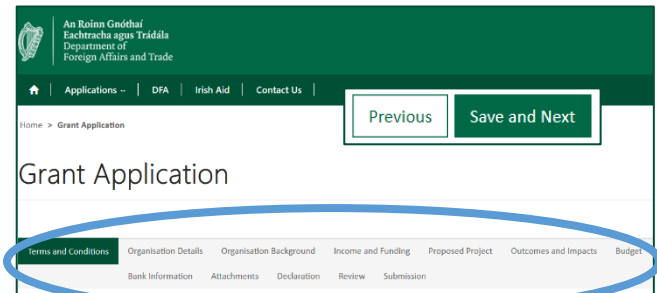 An Roinn Gnóthaí
Eachtracha agus Trádála
Department of
Foreign Affairs and Trade
Applications
DFA
Irish Aid
Contact Us
Home > Grant Application
Previous
Save and Next
Grant Application
Terms and Conditions
Organisation Details
Organisation Background
Income and Funding
Proposed Project
Outcomes and Impacts
Budget
Bank Information
Attachments
Declaration
Review
Submission